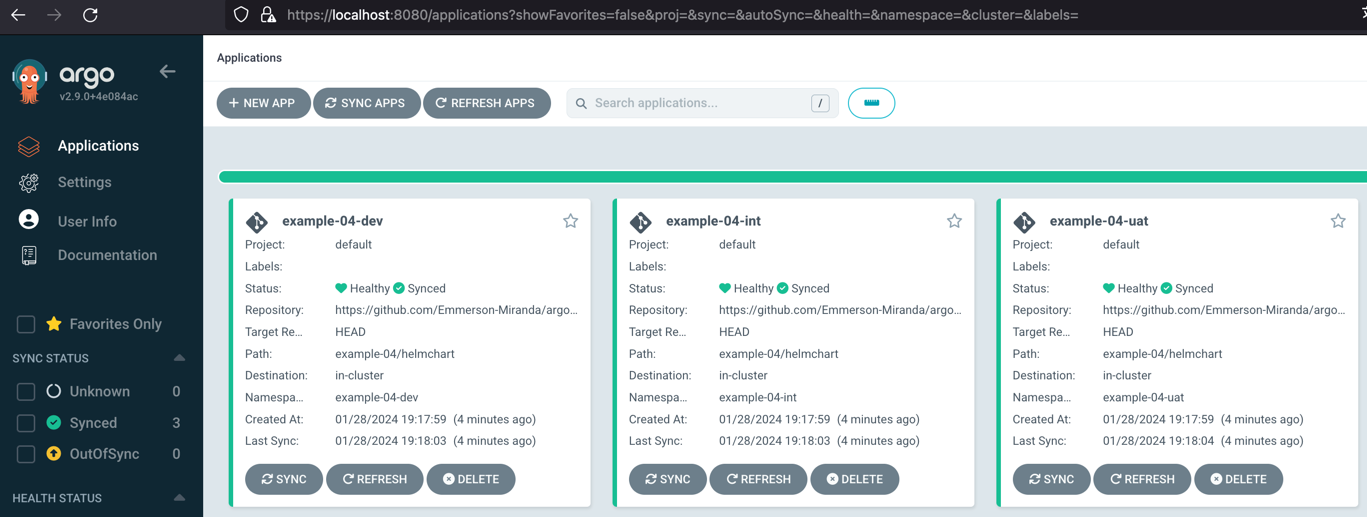 https://localhost:8080/applications?showFavorites=false&proj=&sync=&autoSync=&health=&namespace=&cluster=&labels=
argo
v2.9.0+4e084ac
Applications
Settings
User Info
Documentation
Favorites Only
SYNC STATUS
Unknown 0
Synced 3
OutOfSync 0
HEALTH STATUS
Applications
+ NEW APP SYNC APPS REFRESH APPS Search applications... /
example-04-dev
Project: default
Labels:
Status: Healthy Synced
Repository: https://github.com/Emmerson-Miranda/argo...
Target Re... HEAD
Path: example-04/helmchart
Destination: in-cluster
Namespa... example-04-dev
Created At: 01/28/2024 19:17:59 (4 minutes ago)
Last Sync: 01/28/2024 19:18:03 (4 minutes ago)
SYNC REFRESH DELETE
example-04-int
Project: default
Labels:
Status: Healthy Synced
Repository: https://github.com/Emmerson-Miranda/argo...
Target Re... HEAD
Path: example-04/helmchart
Destination: in-cluster
Namespa... example-04-int
Created At: 01/28/2024 19:17:59 (4 minutes ago)
Last Sync: 01/28/2024 19:18:03 (4 minutes ago)
SYNC REFRESH DELETE
example-04-uat
Project: default
Labels:
Status: Healthy Synced
Repository: https://github.com/Emmerson-Miranda/argo...
Target Re... HEAD
Path: example-04/helmchart
Destination: in-cluster
Namespa... example-04-uat
Created At: 01/28/2024 19:17:59 (4 minutes ago)
Last Sync: 01/28/2024 19:18:04 (4 minutes ago)
SYNC REFRESH DELETE